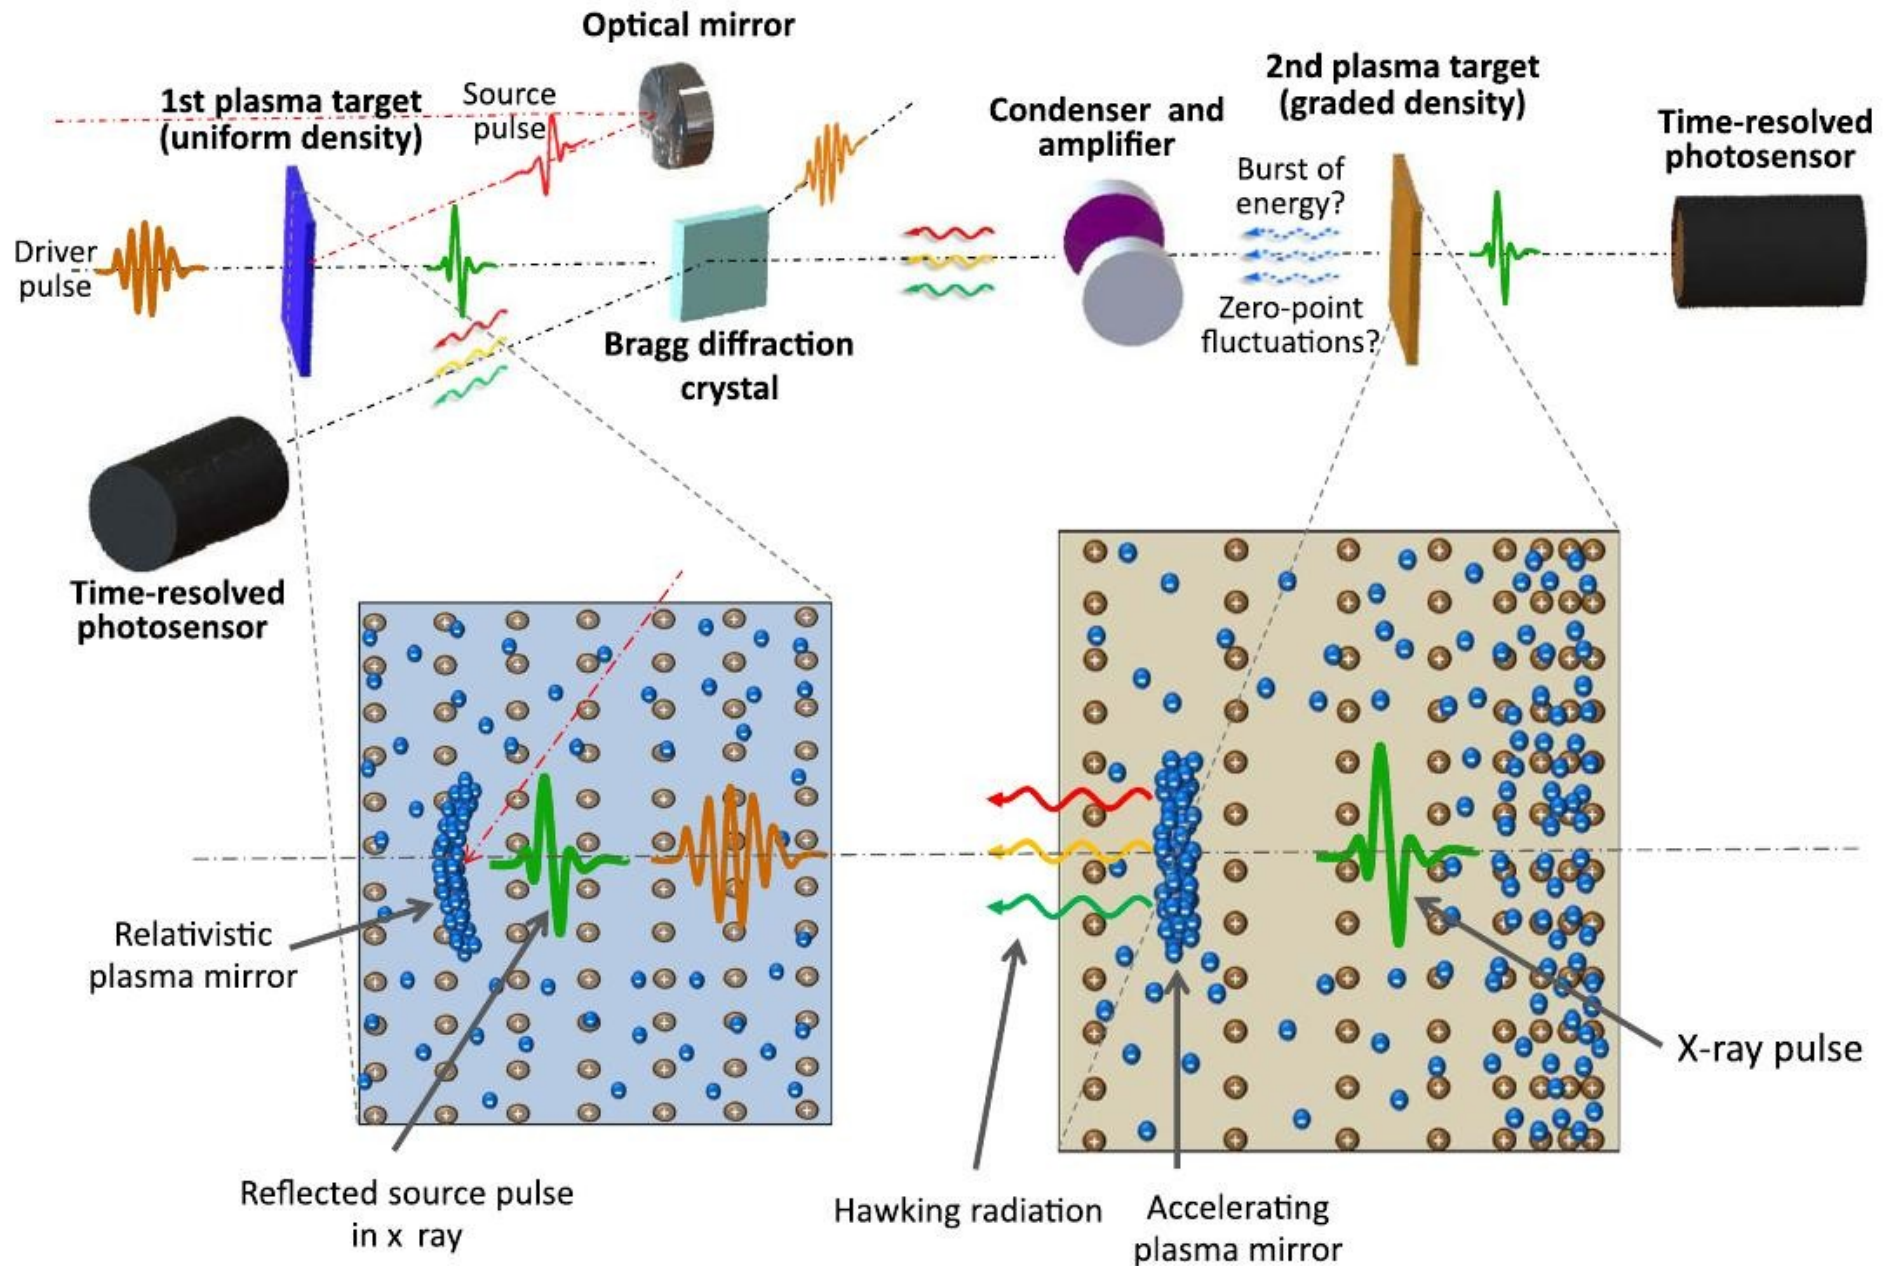 Optical mirror
1st plasma target
(uniform density)
Source
pulse
2nd plasma target
(graded density)
Condenser and
amplifier
Time-resolved
photosensor
Burst of
energy?
Driver
pulse
Zero-point
fluctuations?
Bragg diffraction
crystal
Time-resolved
photosensor
Relativistic
plasma mirror
X-ray pulse
Reflected source pulse
in x ray
Hawking radiation
Accelerating
plasma mirror